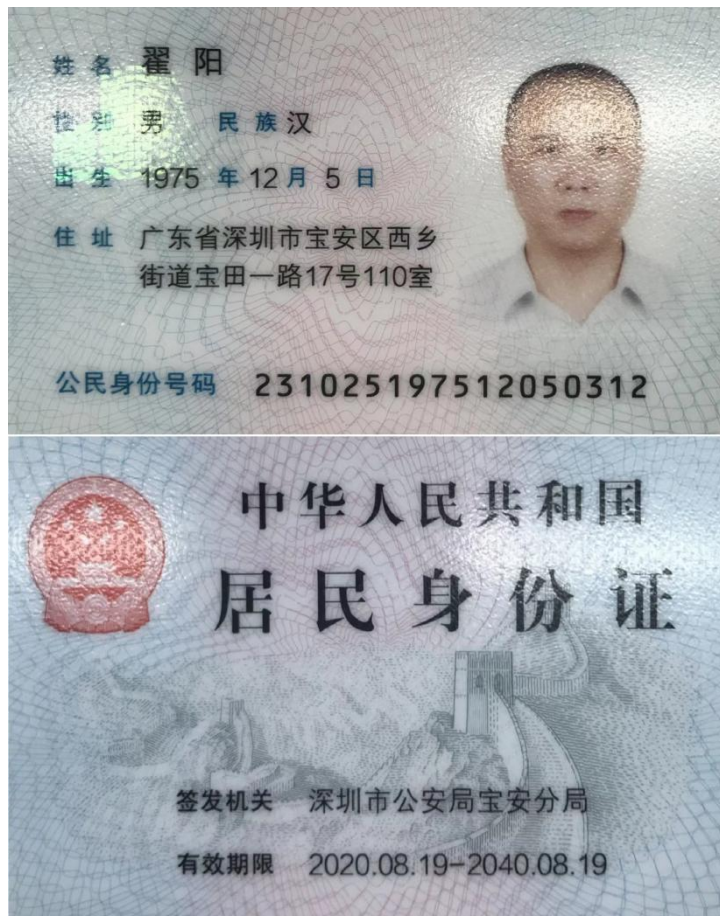 姓名 翟阳
性别 男 民族 汉
出生 1975 年 12 月 5 日
住址 广东省深圳市宝安区西乡
街道宝田一路17号110室
公民身份号码 231025197512050312
中华人民共和国
居民身份证
签发机关 深圳市公安局宝安分局
有效期限 2020.08.19-2040.08.19